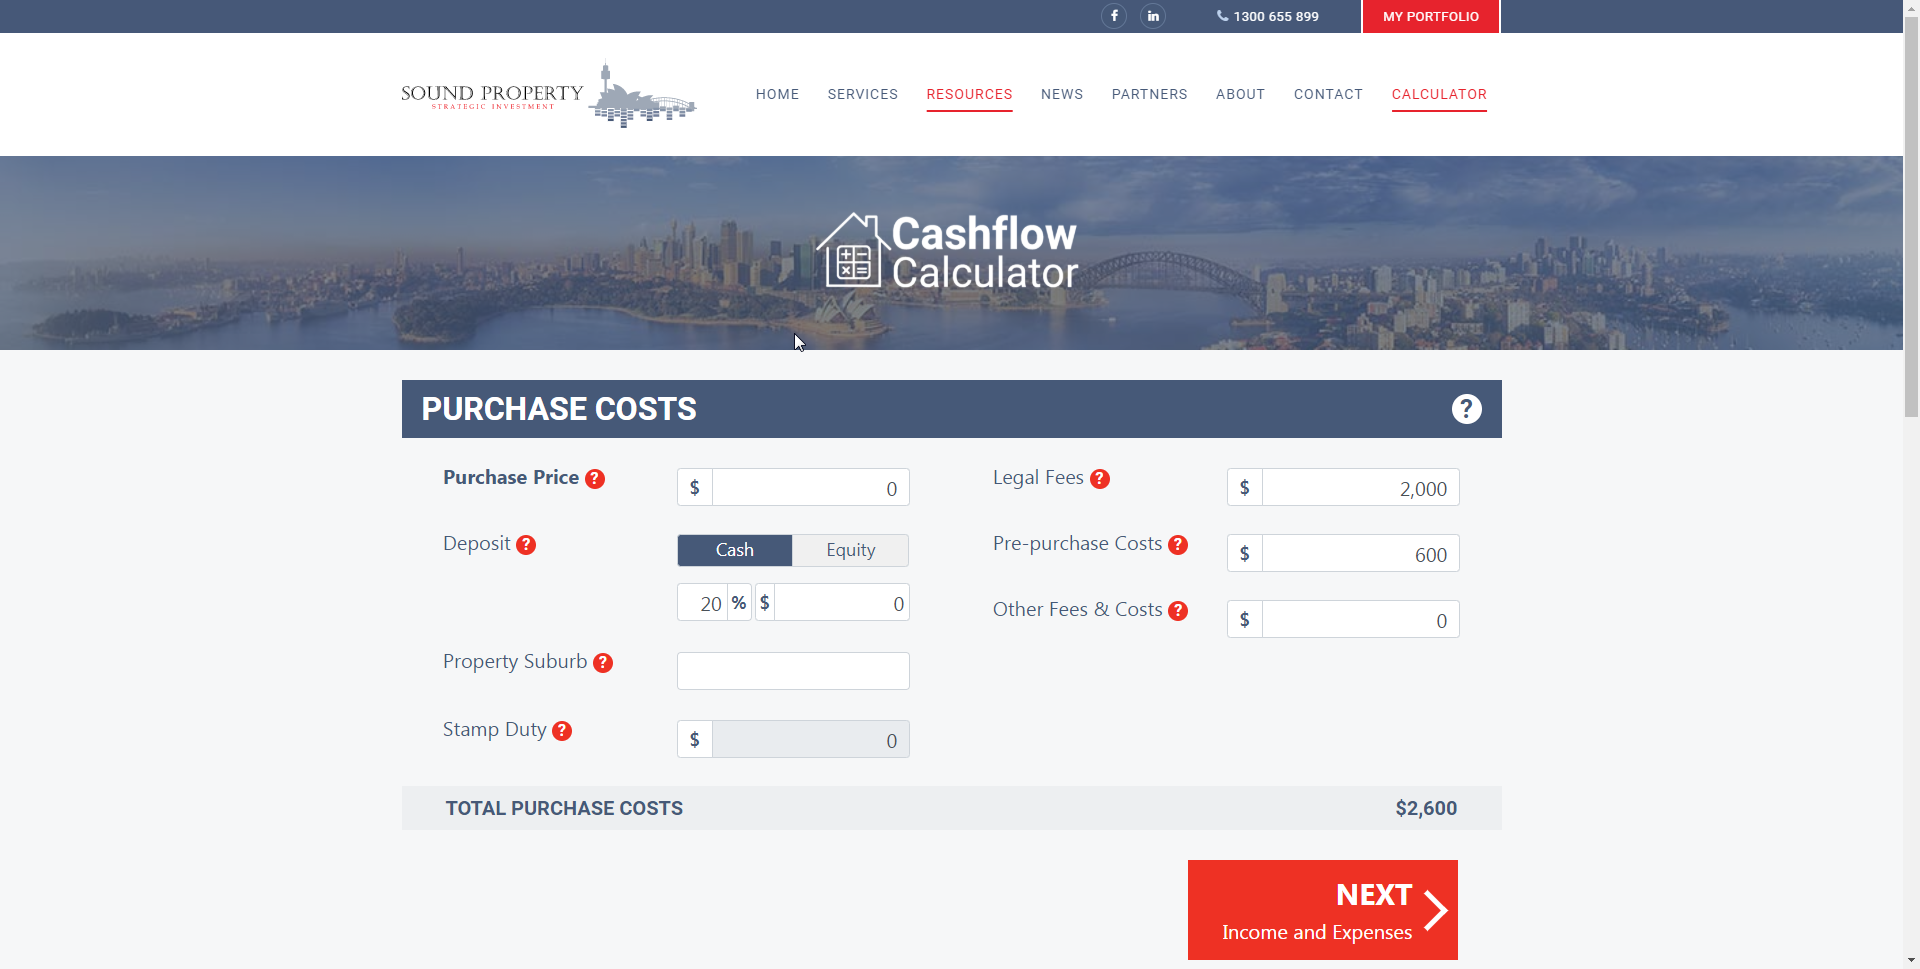 1300 655 899
MY PORTFOLIO
SOUND PROPERTY
STRATEGIC INVESTMENT
HOME
SERVICES
RESOURCES
NEWS
PARTNERS
ABOUT
CONTACT
CALCULATOR
Cashflow
Calculator
PURCHASE COSTS
?
Purchase Price ?
$ 0
Deposit ?
Cash
Equity
20 % $ 0
Property Suburb ?
Stamp Duty ?
$ 0
Legal Fees ?
$ 2,000
Pre-purchase Costs ?
$ 600
Other Fees & Costs ?
$ 0
TOTAL PURCHASE COSTS
$2,600
NEXT
Income and Expenses